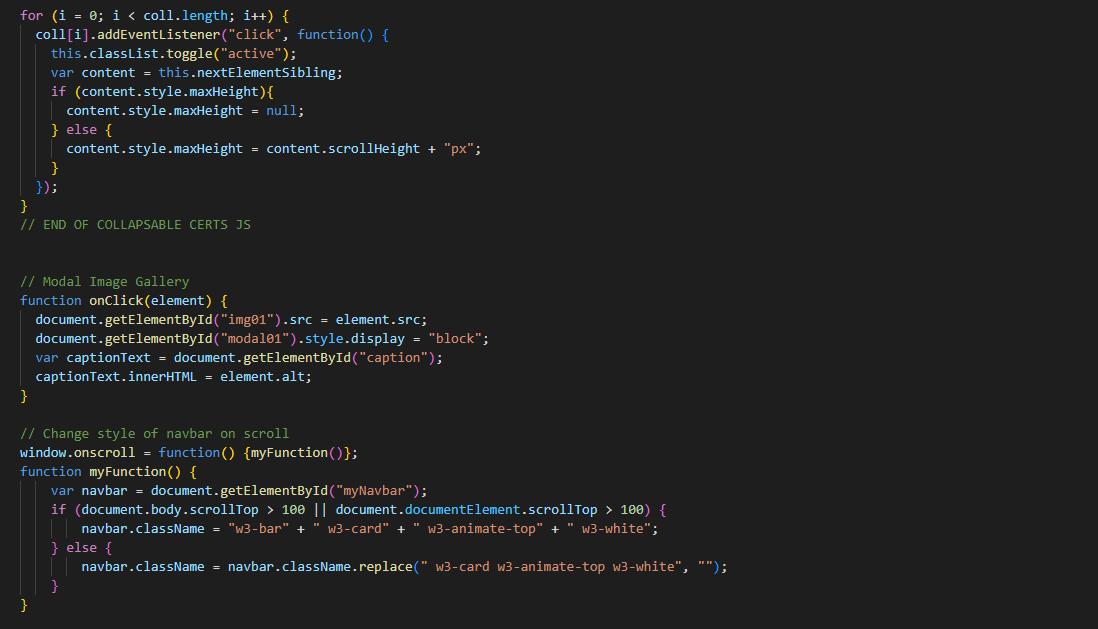 for (i = 0; i < coll.length; i++) {
  coll[i].addEventListener("click", function() {
    this.classList.toggle("active");
    var content = this.nextElementSibling;
    if (content.style.maxHeight){
      content.style.maxHeight = null;
    } else {
      content.style.maxHeight = content.scrollHeight + "px";
    }
  });
}
// END OF COLLAPSABLE CERTS JS
// Modal Image Gallery
function onClick(element) {
  document.getElementById("img01").src = element.src;
  document.getElementById("modal01").style.display = "block";
  var captionText = document.getElementById("caption");
  captionText.innerHTML = element.alt;
}
// Change style of navbar on scroll
window.onscroll = function() {myFunction()};
function myFunction() {
    var navbar = document.getElementById("myNavbar");
    if (document.body.scrollTop > 100 || document.documentElement.scrollTop > 100) {
        navbar.className = "w3-bar" + " w3-card" + " w3-animate-top" + " w3-white";
    } else {
        navbar.className = navbar.className.replace(" w3-card w3-animate-top w3-white", "");
    }
}